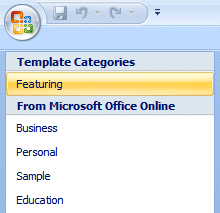 Template Categories
Featuring
From Microsoft Office Online
Business
Personal
Sample
Education